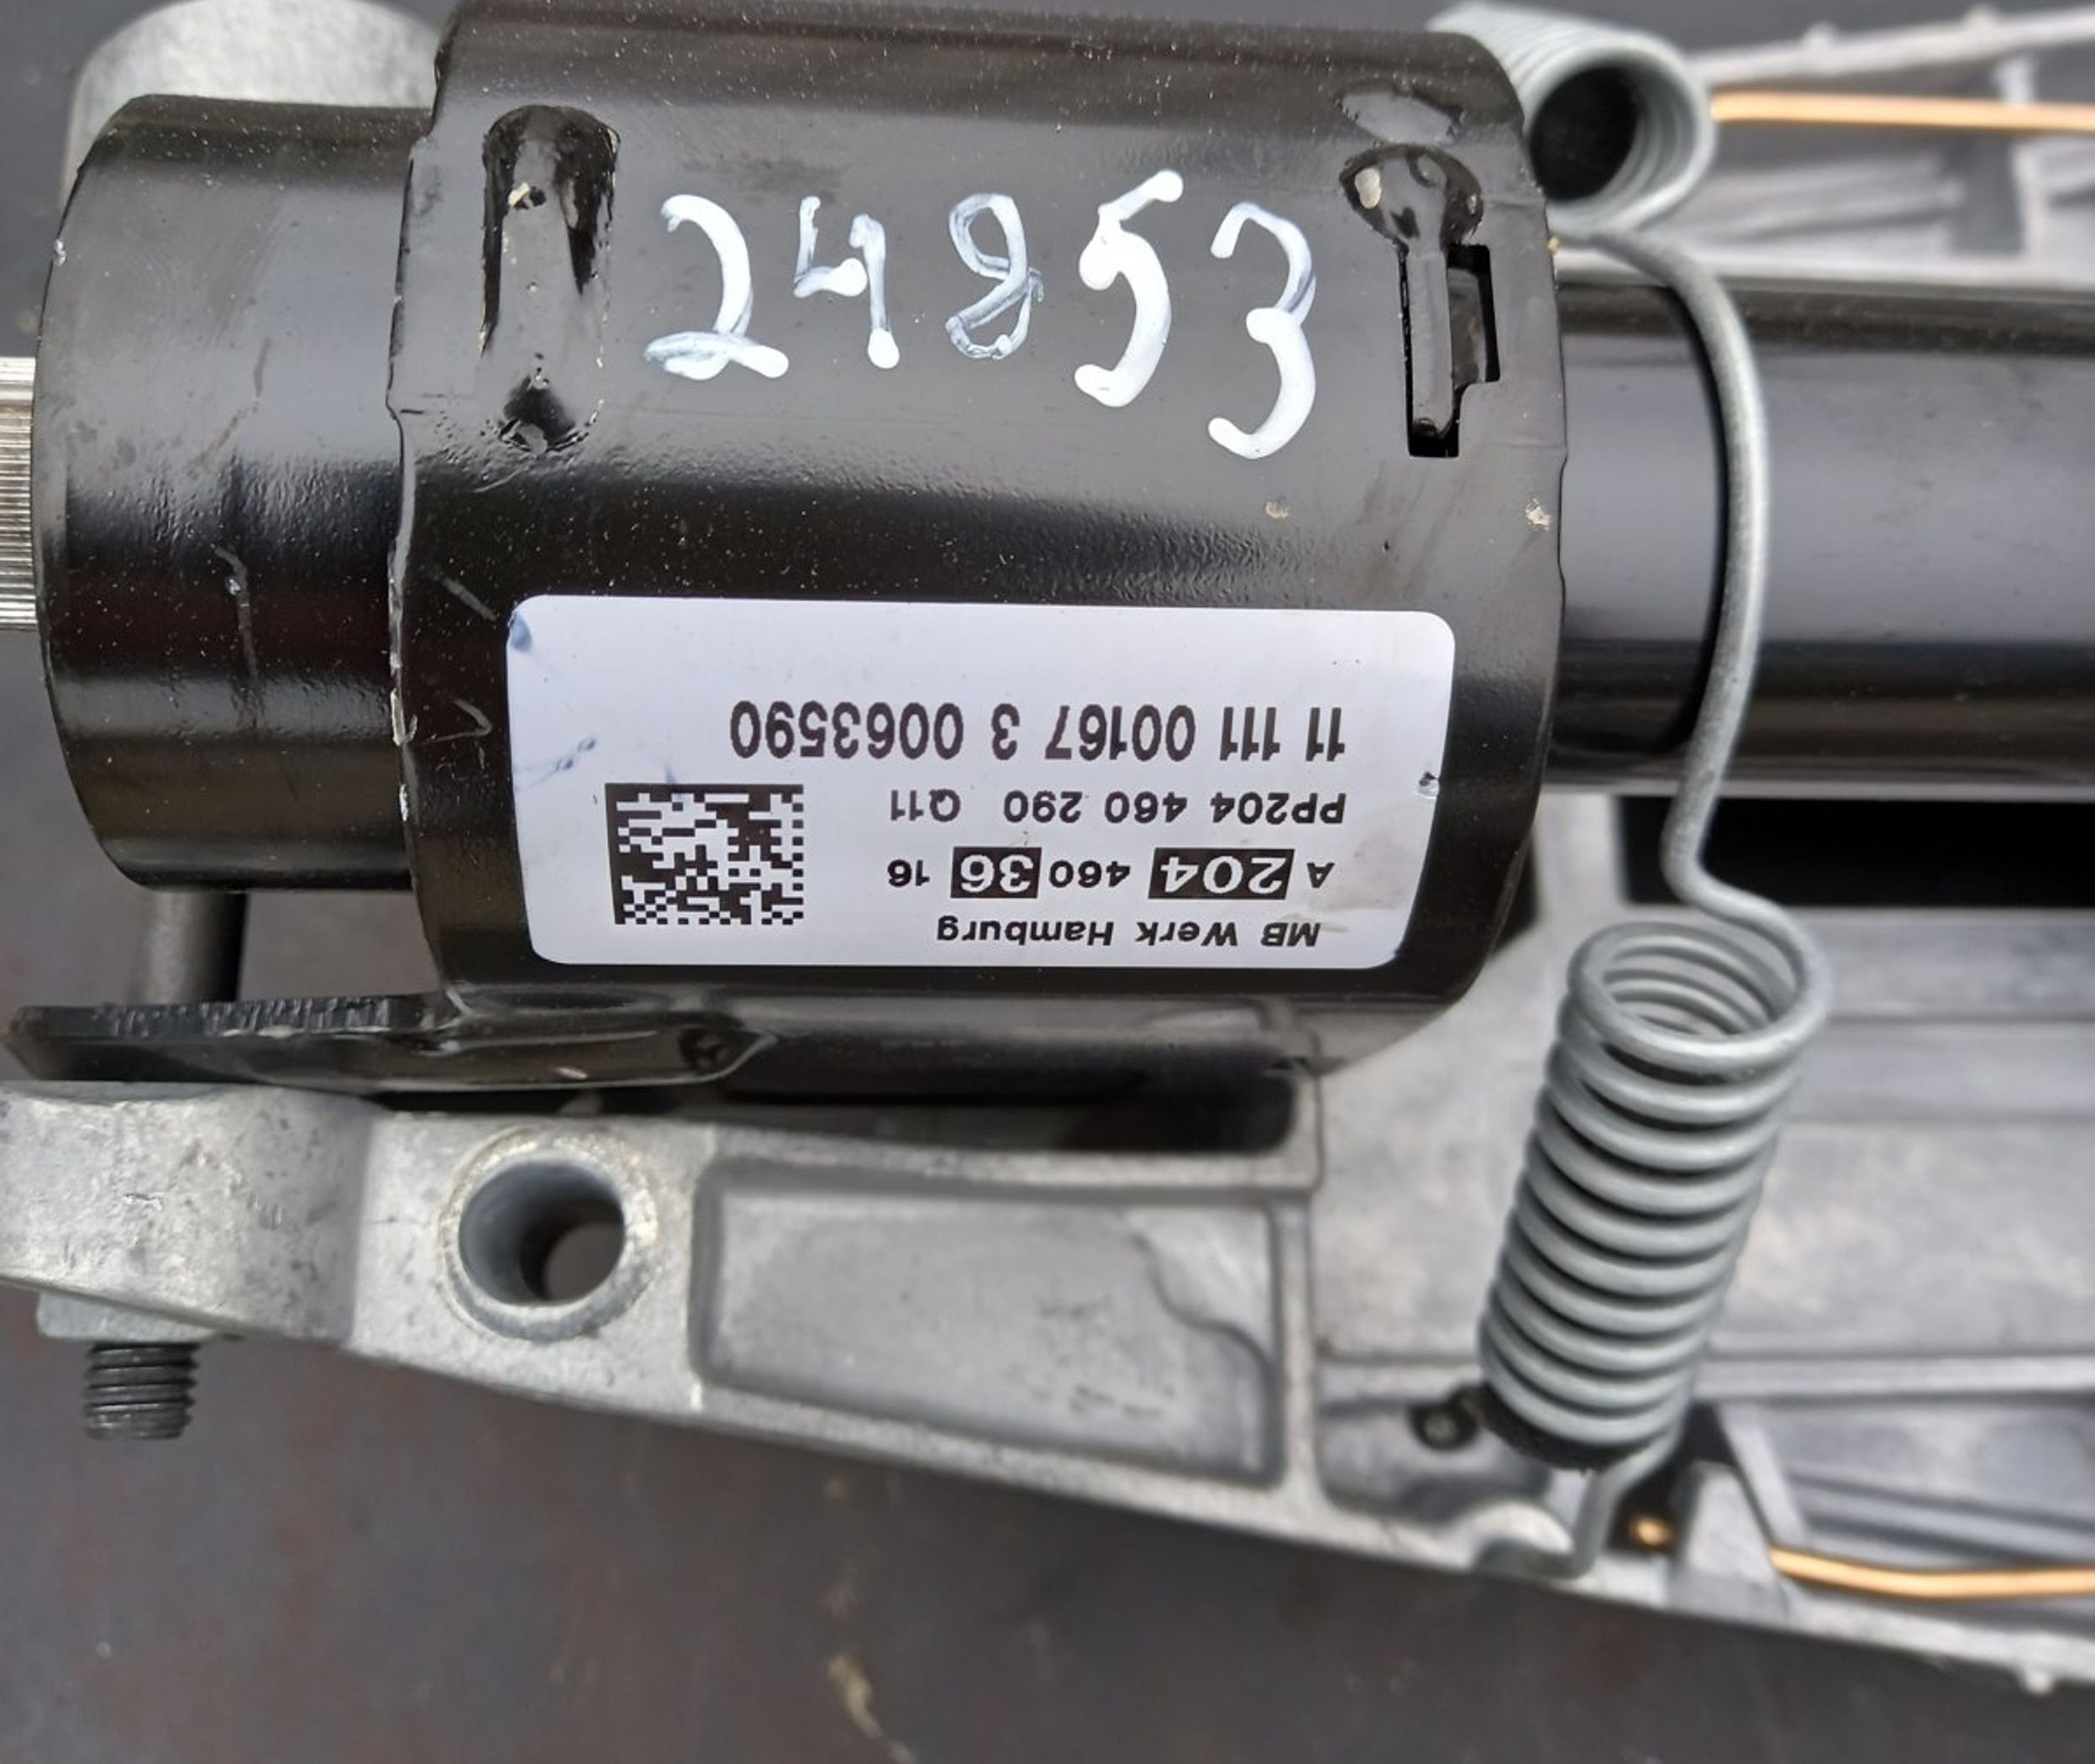 24853
MB Werk Hamburg
A 204 460 36 16
PP204 460 290 Q11
11 111 00167 3 0063590